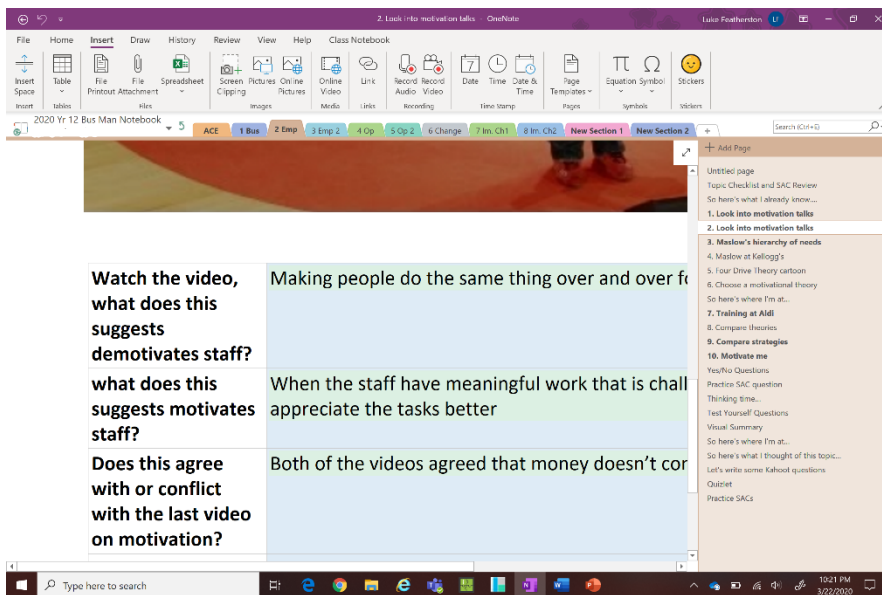 2. Look into motivation talks - OneNote
Luke Featherston LF
File Home Insert Draw History Review View Help Class Notebook
Insert Space
Table
File Printout
File Attachment
Spreadsheet
Screen Clipping
Pictures
Online Pictures
Online Video
Link
Record Audio
Record Video
Date
Time
Date & Time
Page Templates
Equation
Symbol
Stickers
Insert Tables Files Images Media Links Recording Time Stamp Pages Symbols Stickers
2020 Yr 12 Bus Man Notebook
5
ACE 1 Bus 2 Emp 3 Emp 2 4 Op 5 Op 2 6 Change 7 Im. Ch1 8 Im. Ch2 New Section 1 New Section 2 +
Search (Ctrl+E)
Add Page
Untitled page
Topic Checklist and SAC Review
So here's what I already know....
1. Look into motivation talks
2. Look into motivation talks
3. Maslow's hierarchy of needs
4. Maslow at Kellogg's
5. Four Drive Theory cartoon
6. Choose a motivational theory
So here's where I'm at...
7. Training at Aldi
8. Compare theories
9. Compare strategies
10. Motivate me
Yes/No Questions
Practice SAC question
Thinking time...
Test Yourself Questions
Visual Summary
So here's where I'm at...
So here's what I thought of this topic...
Let's write some Kahoot questions
Quizlet
Practice SACs
Watch the video,
what does this
suggests
demotivates staff?
Making people do the same thing over and over fo
what does this
suggests motivates
staff?
When the staff have meaningful work that is chall
appreciate the tasks better
Does this agree
with or conflict
with the last video
on motivation?
Both of the videos agreed that money doesn't cor
Type here to search
10:21 PM
3/22/2020